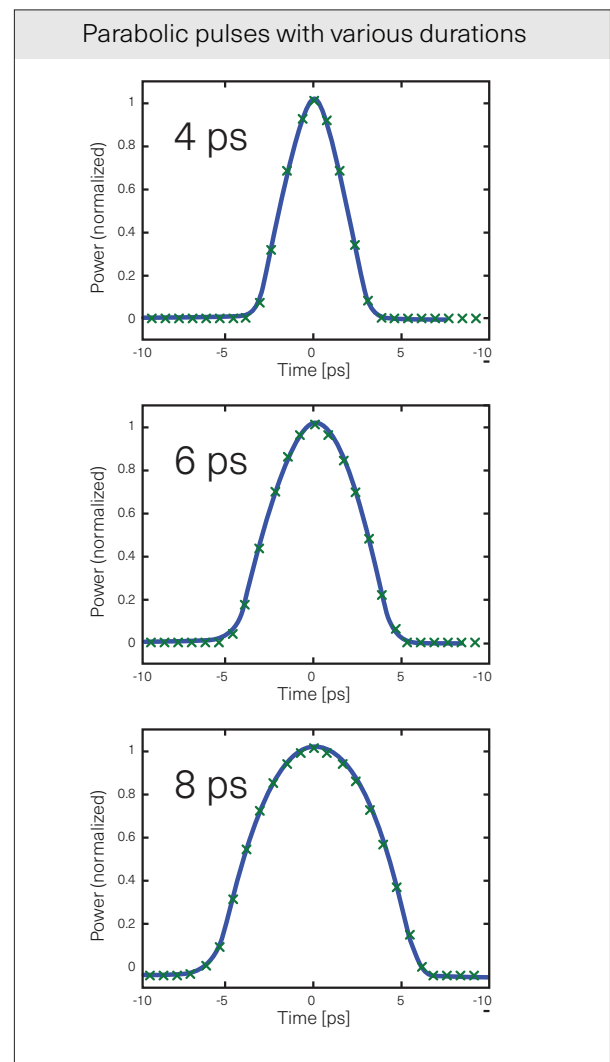 Parabolic pulses with various durations
4 ps
Power (normalized)
1
0.8
0.6
0.4
0.2
0
-10 -5 0 5 -10
Time [ps]
-
6 ps
Power (normalized)
1
0.8
0.6
0.4
0.2
0
-10 -5 0 5 -10
Time [ps]
8 ps
Power (normalized)
1
0.8
0.6
0.4
0.2
0
-10 -5 0 5 -10
Time [ps]
-